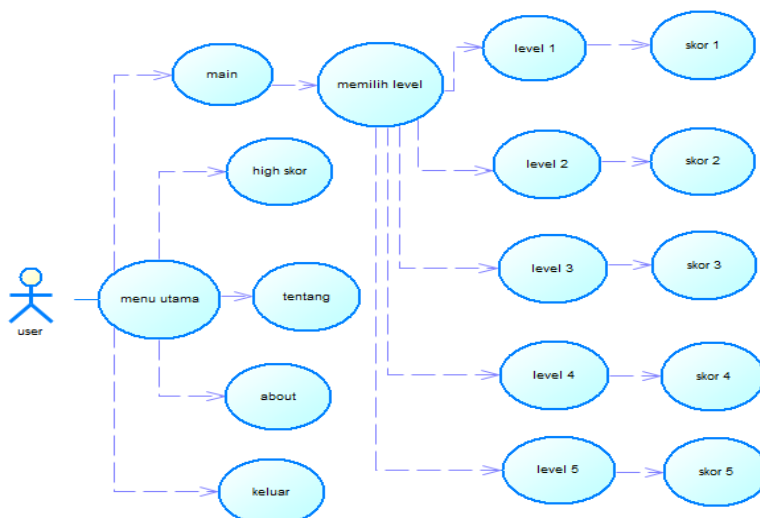 main
memilih level
level 1
skor 1
high skor
level 2
skor 2
user
menu utama
tentang
level 3
skor 3
about
level 4
skor 4
keluar
level 5
skor 5